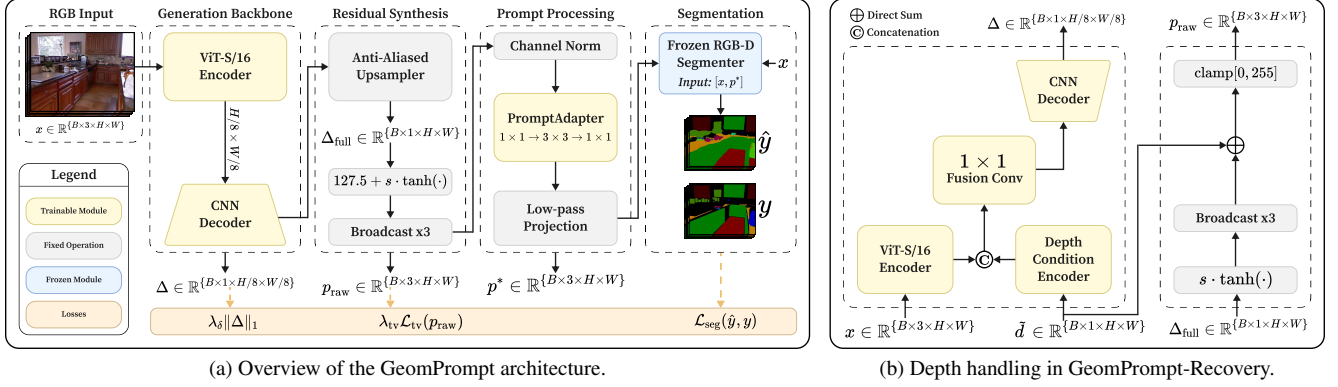 RGB Input
x ∈ ℝ^{B×3×H×W}
Legend
Trainable Module
Fixed Operation
Frozen Module
Losses
Generation Backbone
ViT-S/16
Encoder
H/8 × W/8
CNN
Decoder
Δ ∈ ℝ^{B×1×H/8×W/8}
Residual Synthesis
Anti-Aliased
Upsampler
Δ_full ∈ ℝ^{B×1×H×W}
127.5 + s · tanh(·)
Broadcast x3
p_raw ∈ ℝ^{B×3×H×W}
Prompt Processing
Channel Norm
PromptAdapter
1 × 1 → 3 × 3 → 1 × 1
Low-pass
Projection
p* ∈ ℝ^{B×3×H×W}
Segmentation
Frozen RGB-D
Segmenter
Input: [x, p*]
x
ŷ
y
λ_δ‖Δ‖_1
λ_tv ℒ_tv(p_raw)
ℒ_seg(ŷ, y)
(a) Overview of the GeomPrompt architecture.
⊕ Direct Sum
© Concatenation
Δ ∈ ℝ^{B×1×H/8×W/8}
CNN
Decoder
1 × 1
Fusion Conv
ViT-S/16
Encoder
©
Depth
Condition
Encoder
x ∈ ℝ^{B×3×H×W}
d̃ ∈ ℝ^{B×1×H×W}
p_raw ∈ ℝ^{B×3×H×W}
clamp[0, 255]
⊕
Broadcast x3
s · tanh(·)
Δ_full ∈ ℝ^{B×1×H×W}
(b) Depth handling in GeomPrompt-Recovery.